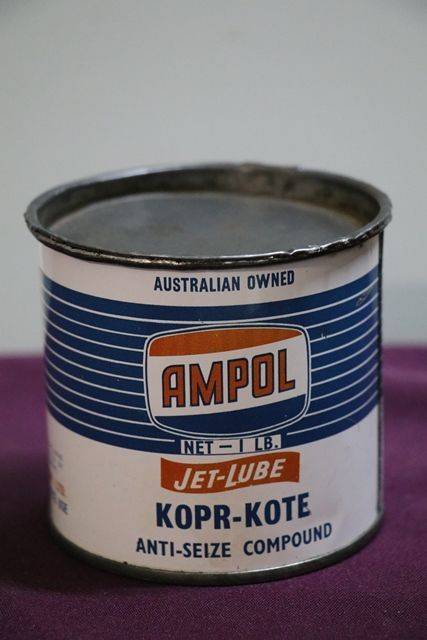 AUSTRALIAN OWNED
AMPOL
NET - 1 LB.
JET-LUBE
KOPR-KOTE
ANTI-SEIZE COMPOUND